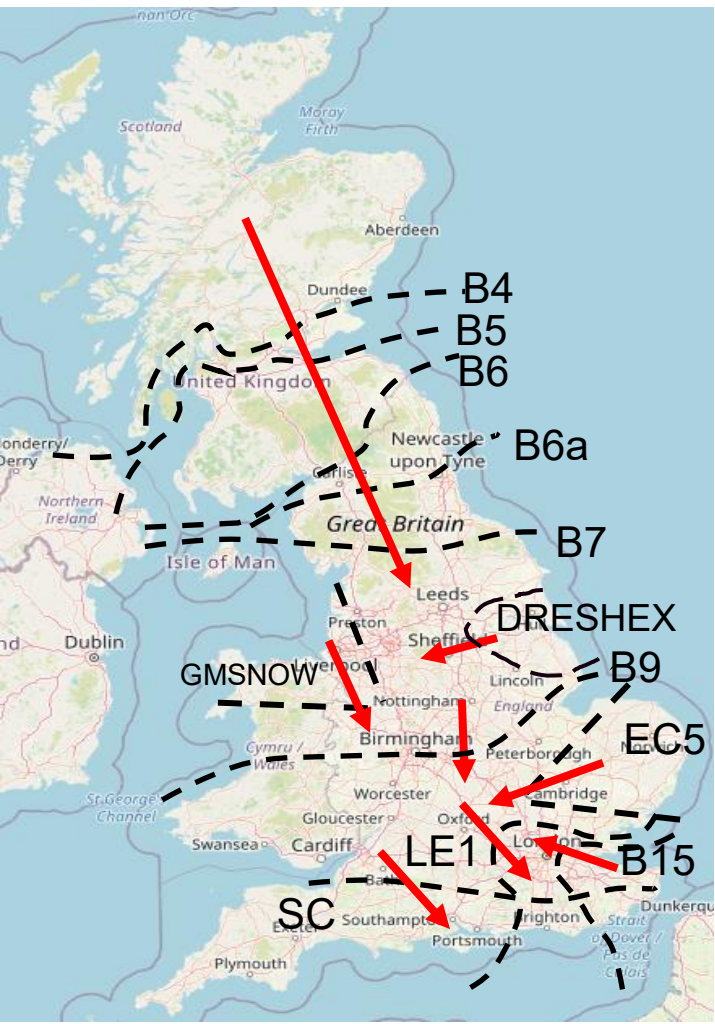 nan Orc
Scotland
Moray
Firth
Aberdeen
Dundee
B4
B5
United Kingdom
B6
onderry/
Derry
Newcastle
upon Tyne
B6a
Carlisle
Northern
Ireland
Great Britain
B7
Isle of Man
Leeds
Preston
DRESHEX
Sheffield
Dublin
nd
Liverpool
GMSNOW
Lincoln
B9
Nottingham
England
EC5
Birmingham
Cymru /
Wales
Peterborough
Norwich
St George's
Channel
Worcester
Cambridge
Gloucester
Oxford
Swansea
Cardiff
LE1
London
B15
Bath
SC
Exeter
Southampton
Brighton
Dunkerqu
Portsmouth
Strait
of Dover /
Pas de
Calais
Plymouth